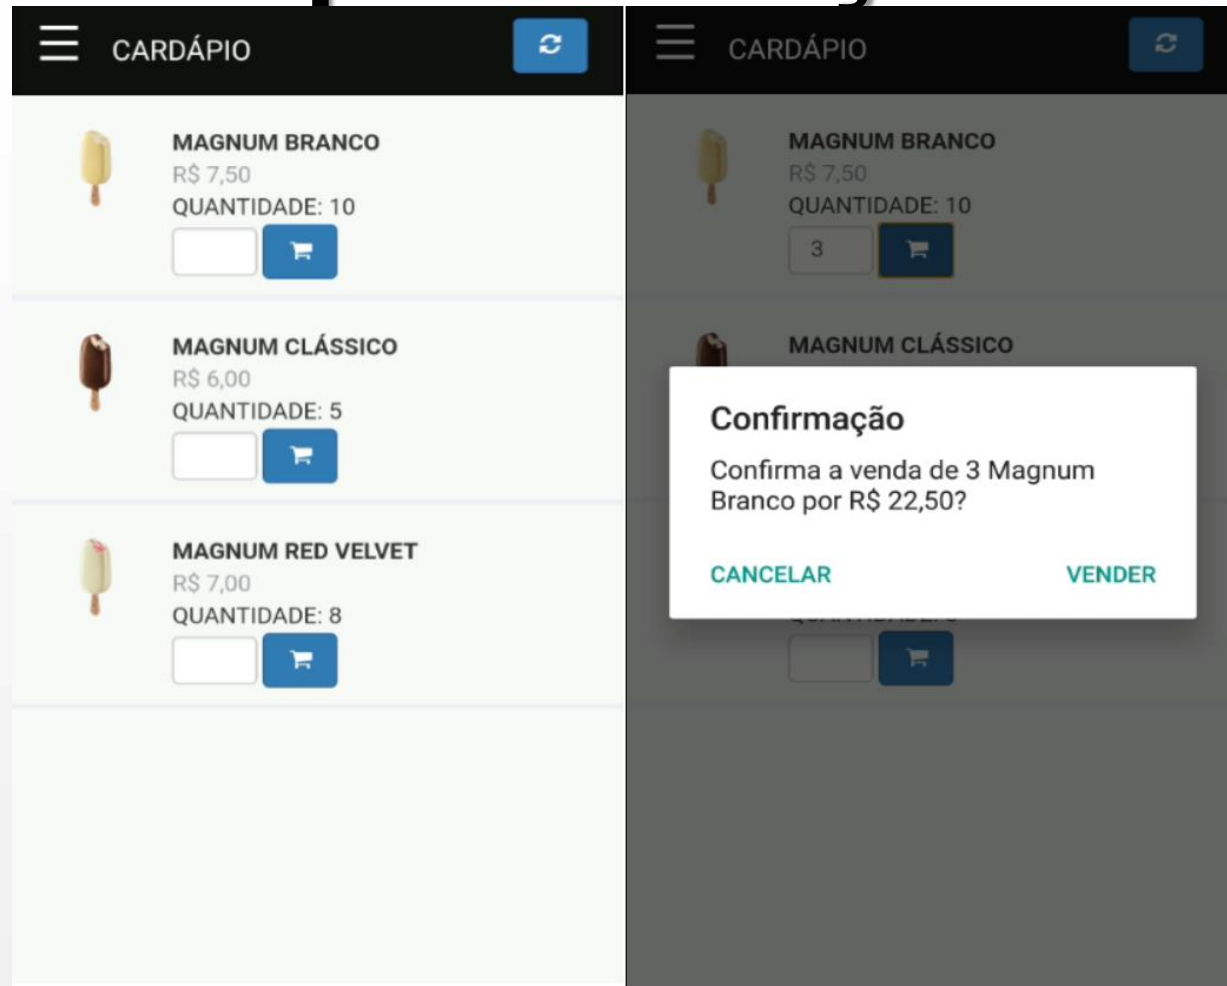 CARDÁPIO
MAGNUM BRANCO
R$ 7,50
QUANTIDADE: 10
MAGNUM CLÁSSICO
R$ 6,00
QUANTIDADE: 5
MAGNUM RED VELVET
R$ 7,00
QUANTIDADE: 8
CARDÁPIO
MAGNUM BRANCO
R$ 7,50
QUANTIDADE: 10
3
MAGNUM CLÁSSICO
Confirmação
Confirma a venda de 3 Magnum
Branco por R$ 22,50?
CANCELAR VENDER